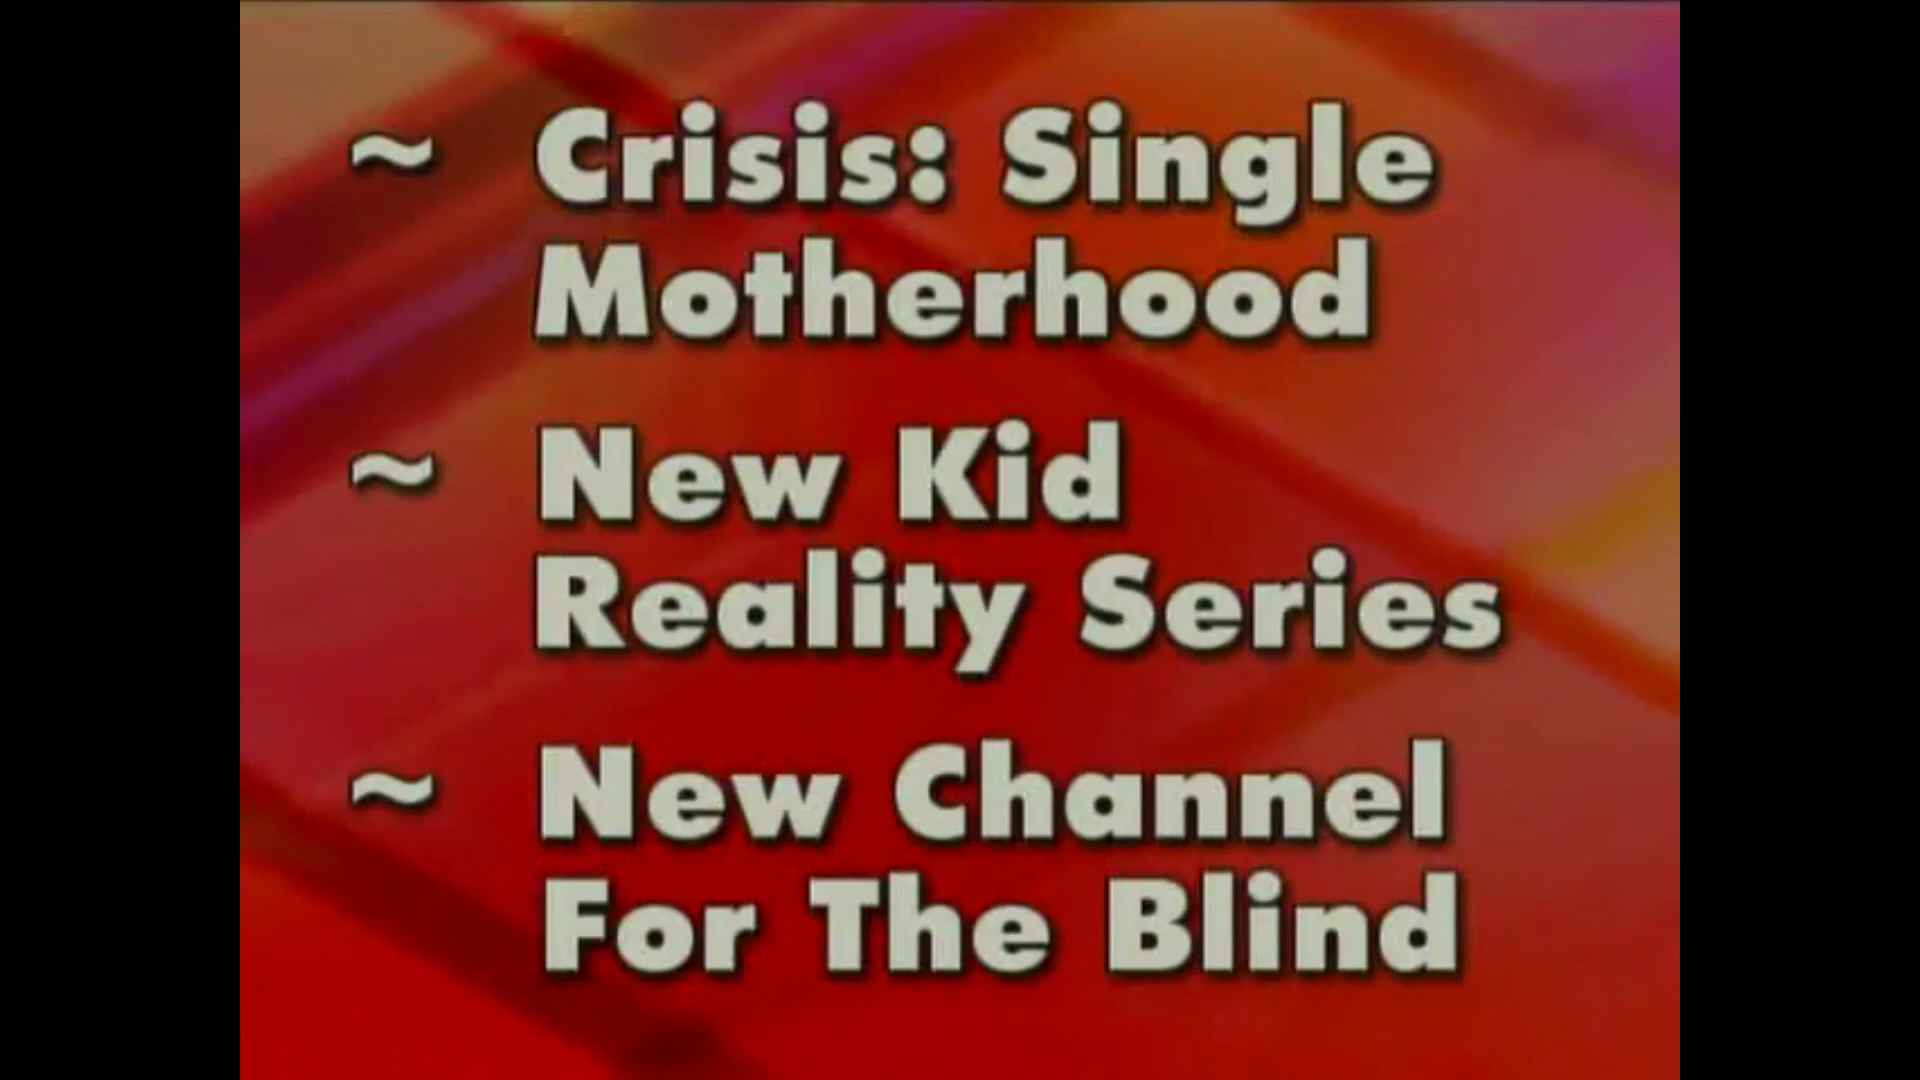 ~ Crisis: Single
Motherhood
~ New Kid
Reality Series
~ New Channel
For The Blind